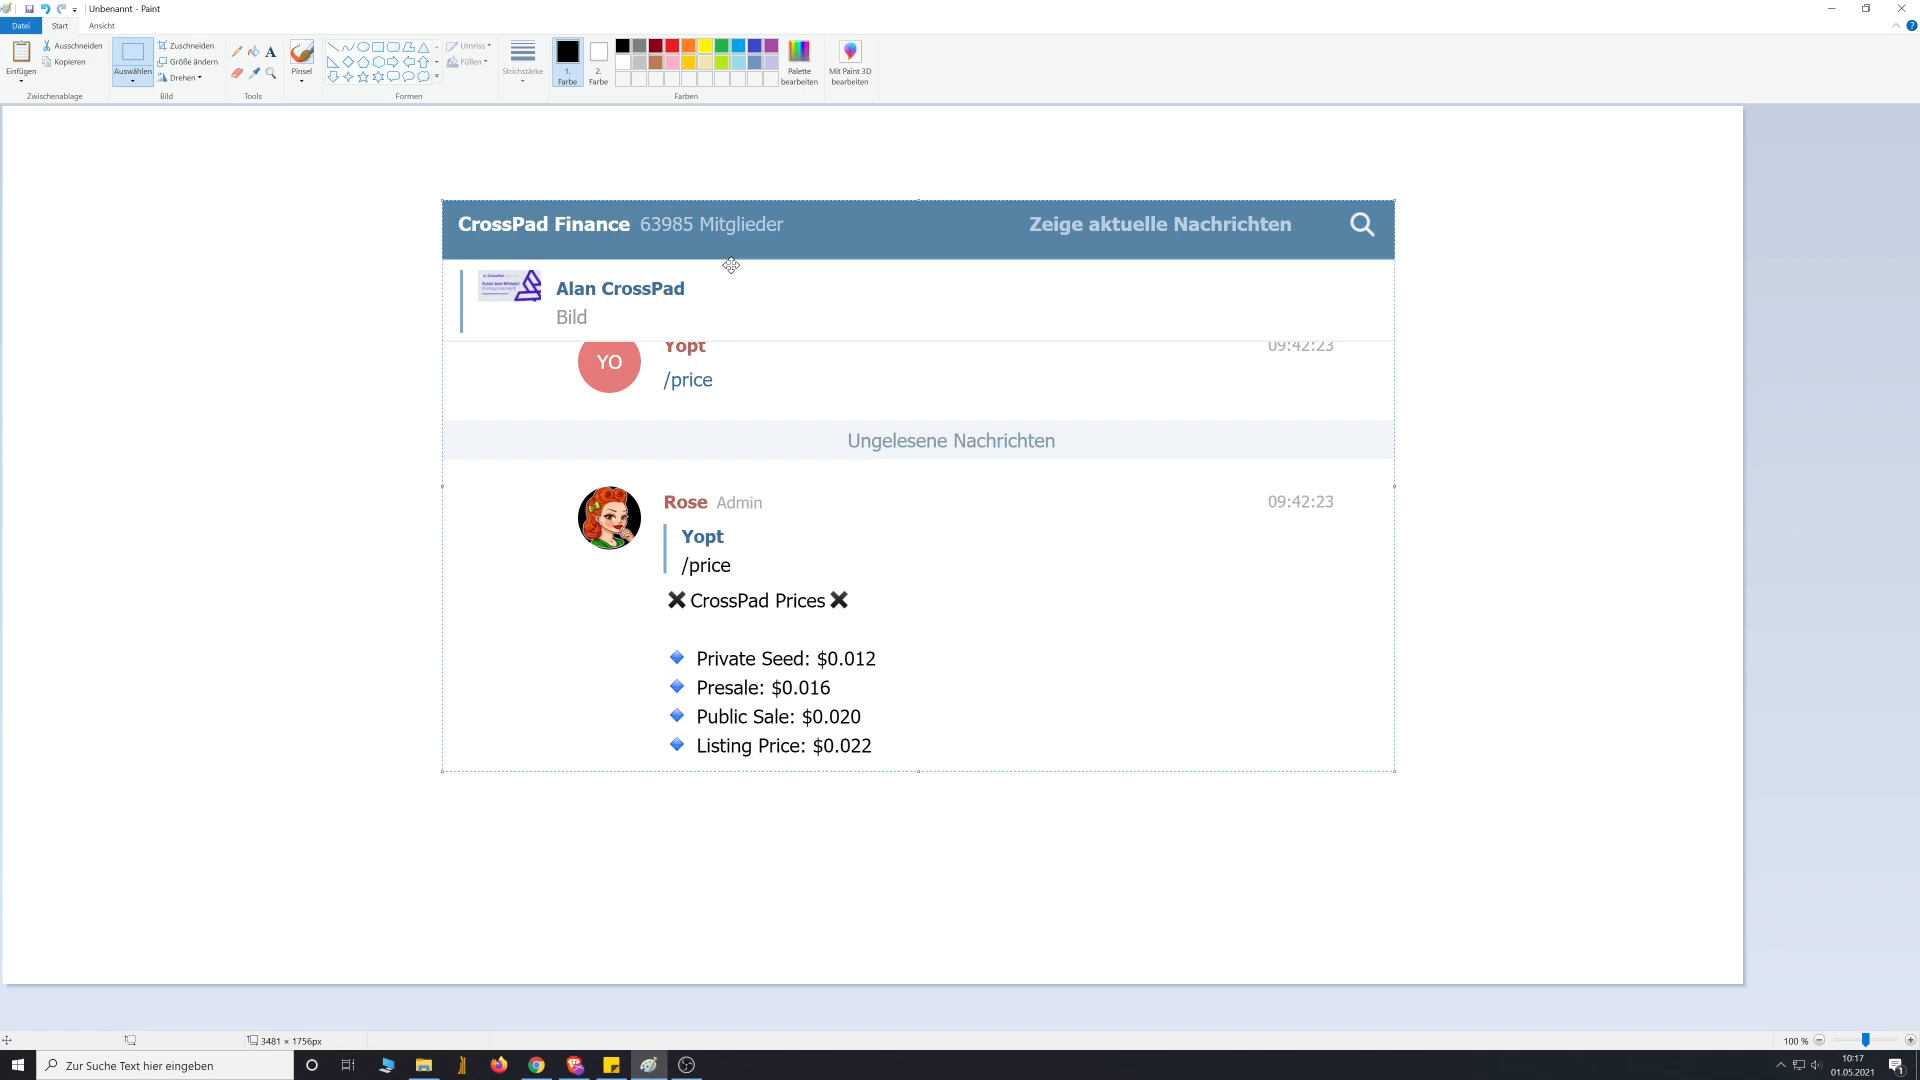 Unbenannt - Paint
Datei Start Ansicht
Einfügen
Ausschneiden
Kopieren
Zwischenablage
Auswählen
Zuschneiden
Größe ändern
Drehen
Bild
A
Tools
Pinsel
Formen
Umriss
Füllen
Strichstärke
1.
Farbe
2.
Farbe
Palette
bearbeiten
Farben
Mit Paint 3D
bearbeiten
CrossPad Finance 63985 Mitglieder Zeige aktuelle Nachrichten
Alan CrossPad
Bild
Yopt 09:42:23
YO
/price
Ungelesene Nachrichten
Rose Admin 09:42:23
Yopt
/price
CrossPad Prices
Private Seed: $0.012
Presale: $0.016
Public Sale: $0.020
Listing Price: $0.022
3481 × 1756px 100 %
Zur Suche Text hier eingeben
10:17
01.05.2021